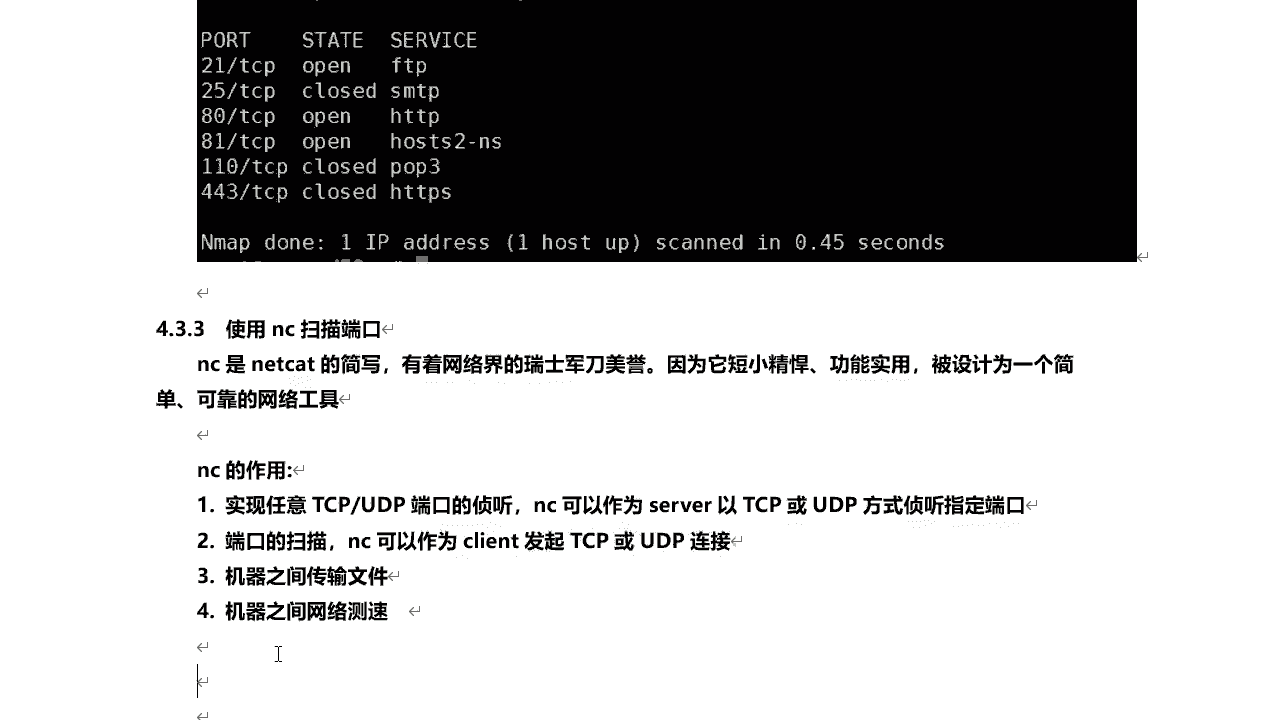 PORT STATE SERVICE
21/tcp open ftp
25/tcp closed smtp
80/tcp open http
81/tcp open hosts2-ns
110/tcp closed pop3
443/tcp closed https
Nmap done: 1 IP address (1 host up) scanned in 0.45 seconds
4.3.3 使用 nc 扫描端口
nc 是 netcat 的简写，有着网络界的瑞士军刀美誉。因为它短小精悍、功能实用，被设计为一个简
单、可靠的网络工具
nc 的作用:
1. 实现任意 TCP/UDP 端口的侦听，nc 可以作为 server 以 TCP 或 UDP 方式侦听指定端口
2. 端口的扫描，nc 可以作为 client 发起 TCP 或 UDP 连接
3. 机器之间传输文件
4. 机器之间网络测速